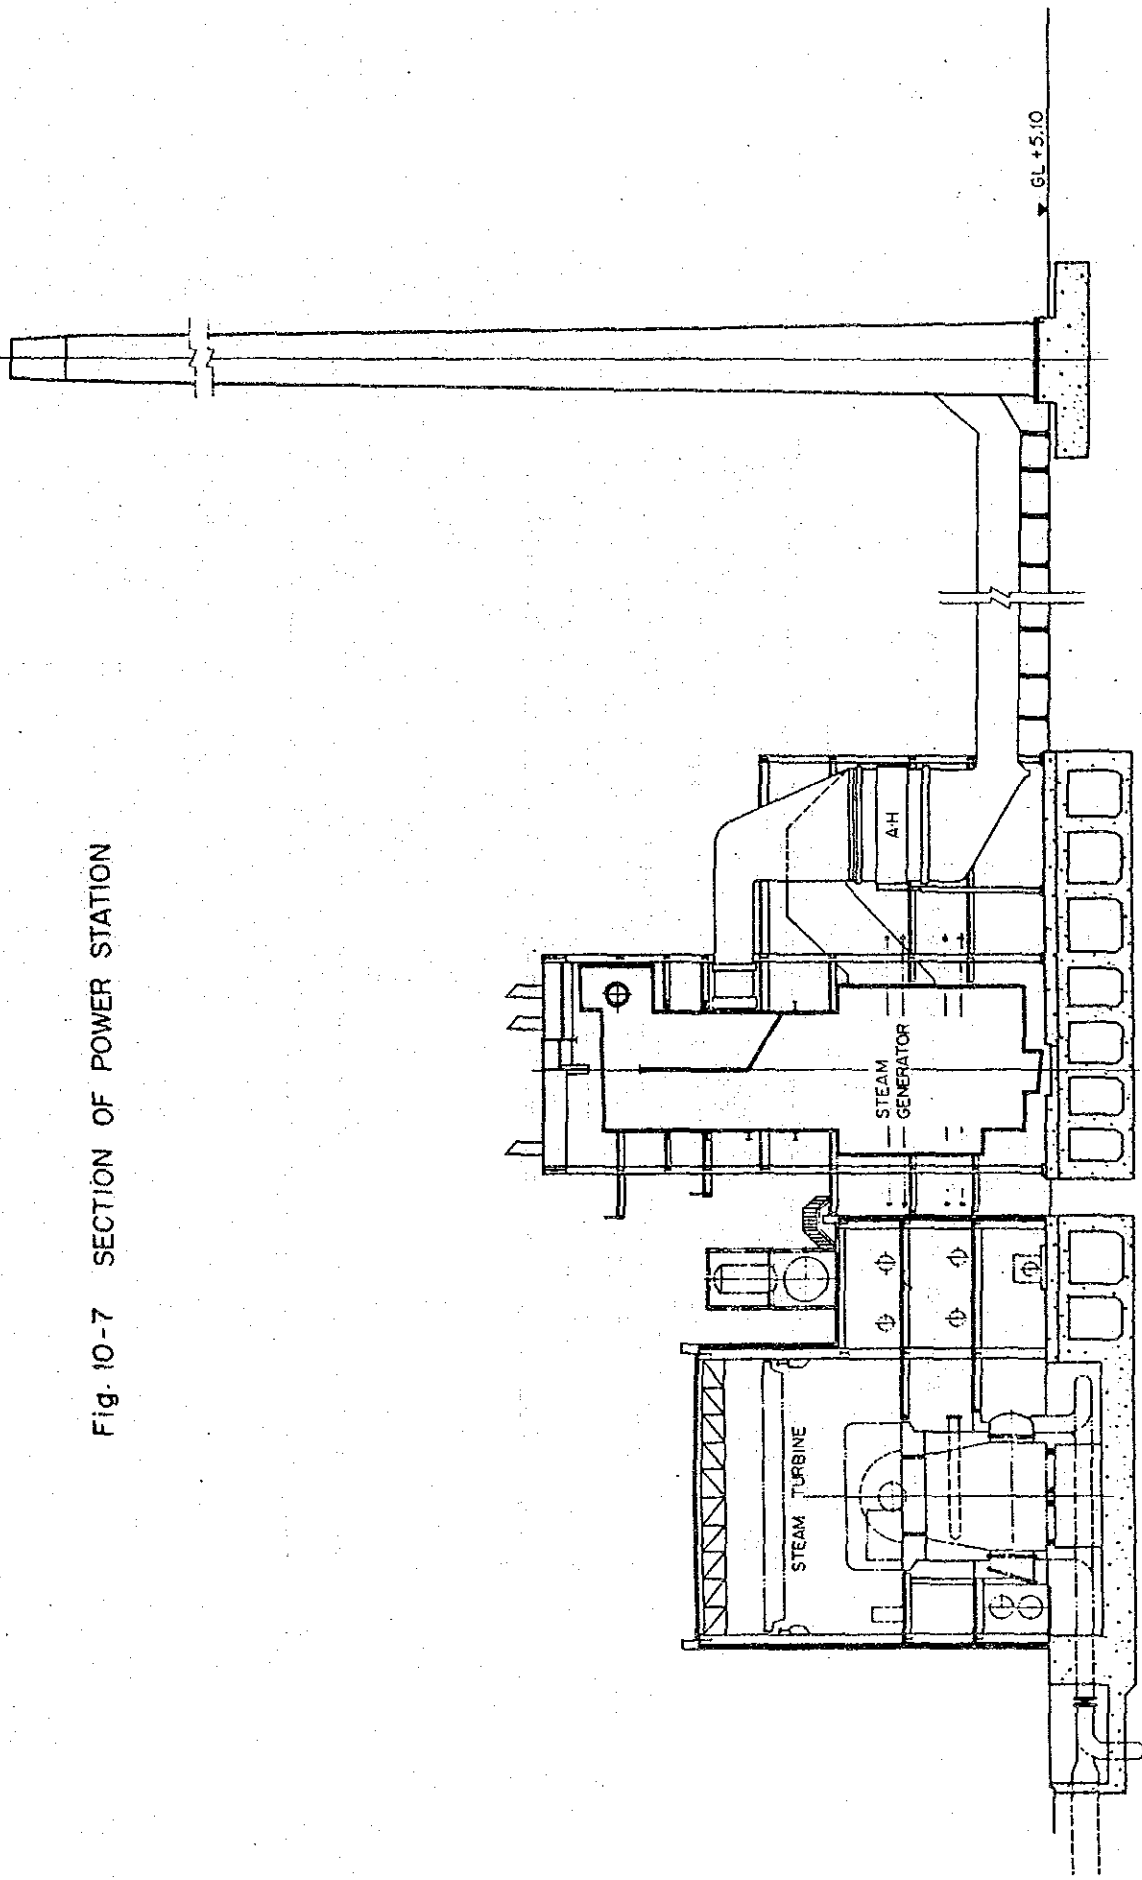 Fig. 10-7 SECTION OF POWER STATION
STEAM TURBINE
STEAM
GENERATOR
A·H
GL +5.10